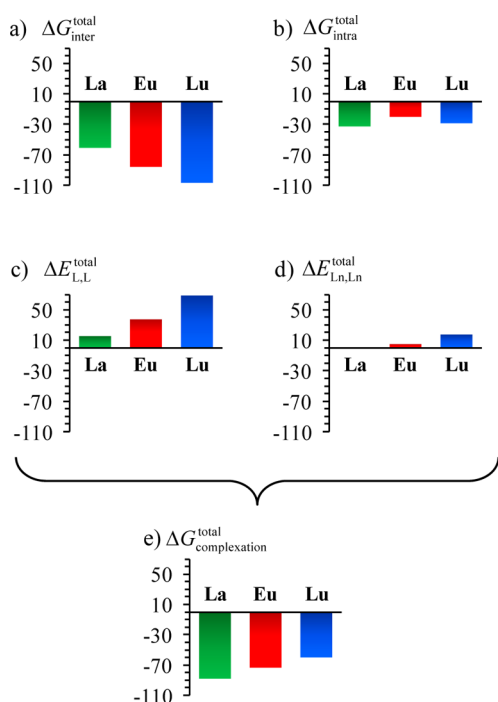 a) ΔG_inter^total
50
10
-30
-70
-110
La Eu Lu
b) ΔG_intra^total
50
10
-30
-70
-110
La Eu Lu
c) ΔE_L,L^total
50
10
-30
-70
-110
La Eu Lu
d) ΔE_Ln,Ln^total
50
10
-30
-70
-110
La Eu Lu
e) ΔG_complexation^total
50
10
-30
-70
-110
La Eu Lu